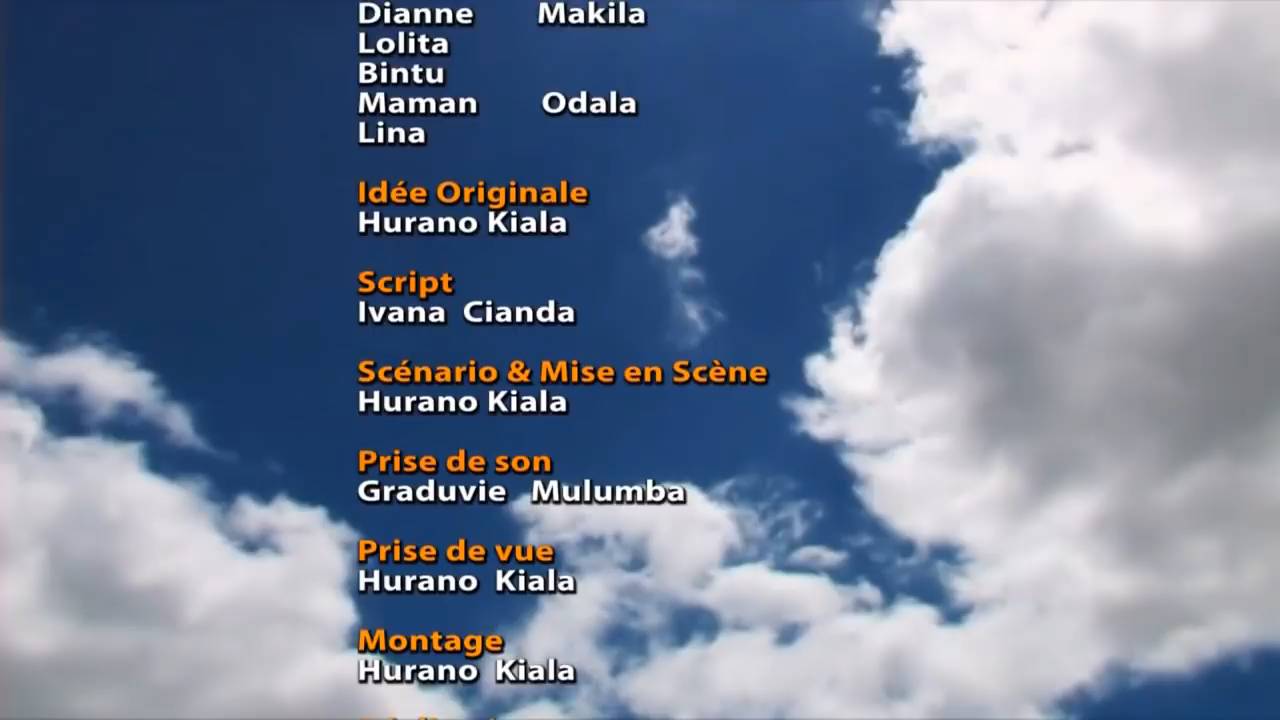 Dianne Makila
Lolita
Bintu
Maman Odala
Lina
Idée Originale
Hurano Kiala
Script
Ivana Cianda
Scénario & Mise en Scène
Hurano Kiala
Prise de son
Graduvie Mulumba
Prise de vue
Hurano Kiala
Montage
Hurano Kiala